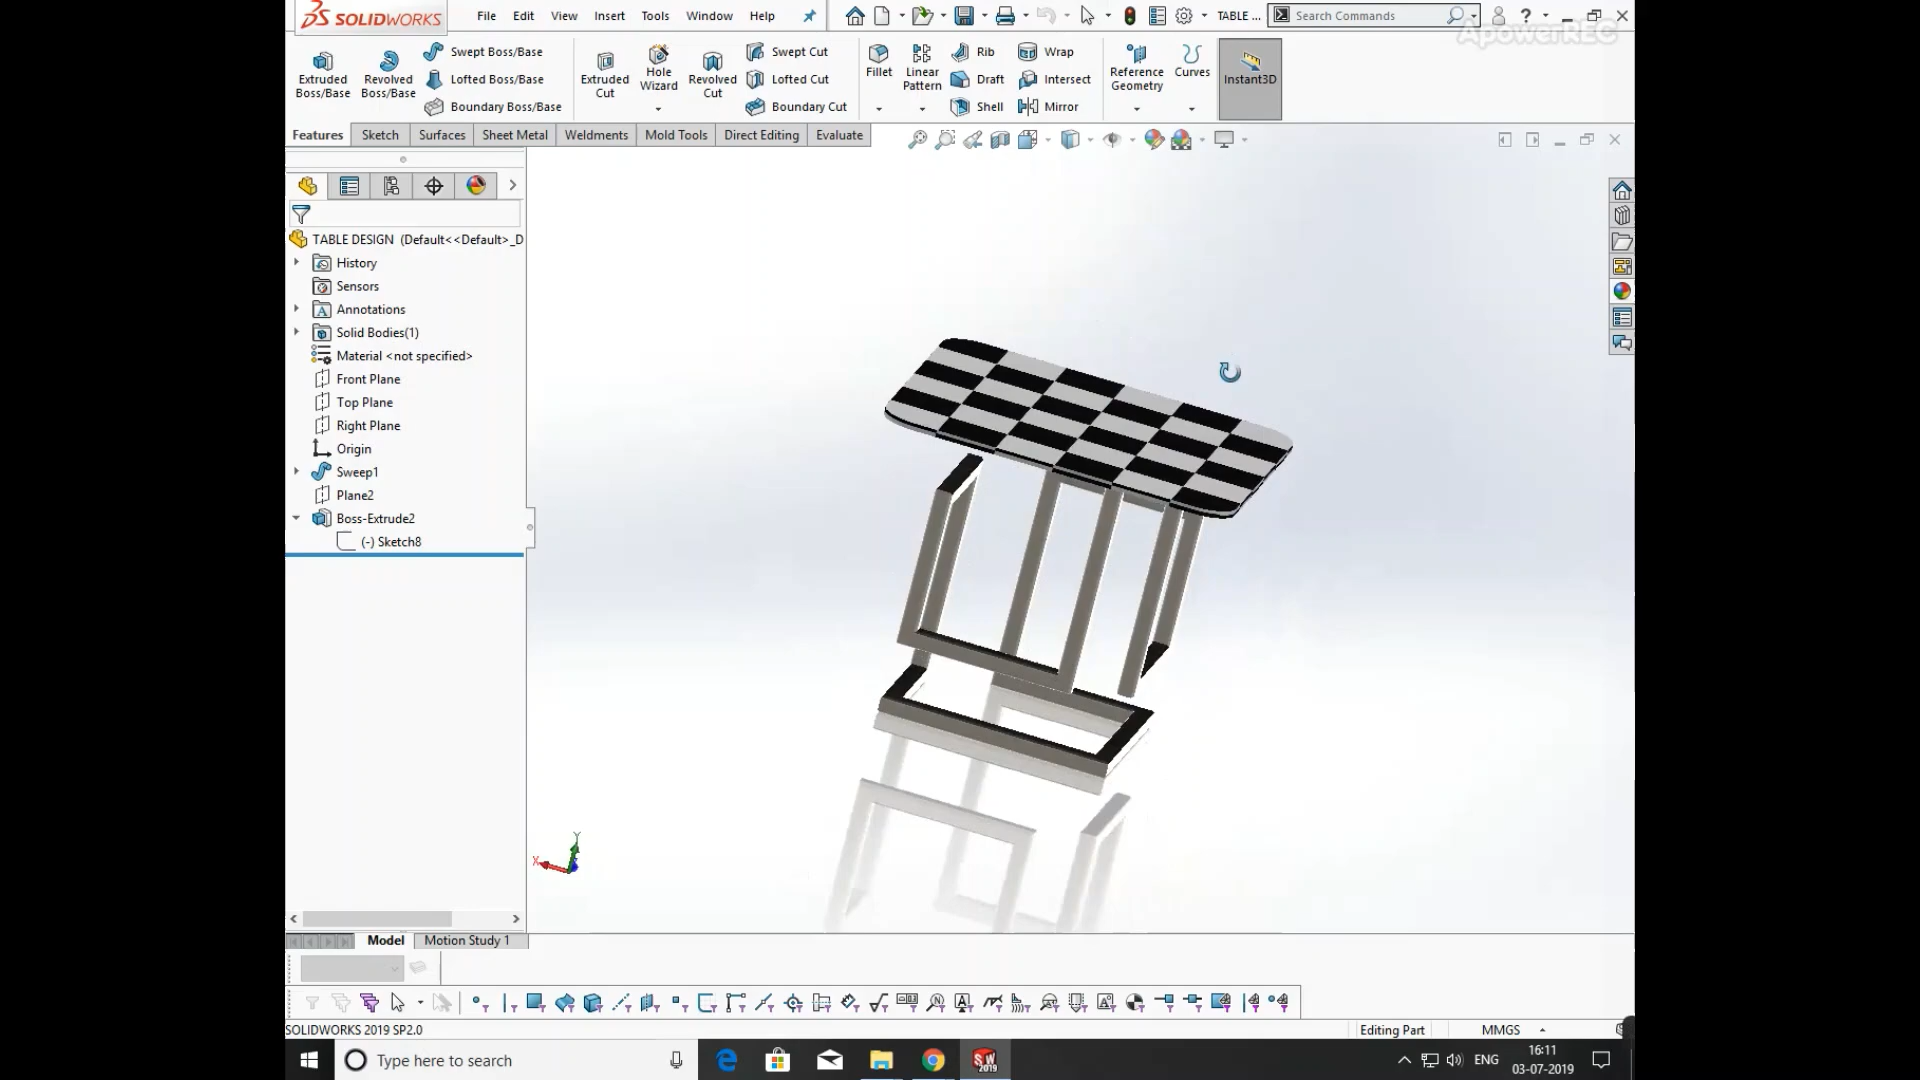 SOLIDWORKS File Edit View Insert Tools Window Help TABLE ... Search Commands ?
ApowerREC
Extruded Boss/Base
Revolved Boss/Base
Swept Boss/Base
Lofted Boss/Base
Boundary Boss/Base
Extruded Cut
Hole Wizard
Revolved Cut
Swept Cut
Lofted Cut
Boundary Cut
Fillet
Linear Pattern
Rib
Draft
Shell
Wrap
Intersect
Mirror
Reference Geometry
Curves
Instant3D
Features Sketch Surfaces Sheet Metal Weldments Mold Tools Direct Editing Evaluate
TABLE DESIGN (Default<<Default>_D
History
Sensors
Annotations
Solid Bodies(1)
Material <not specified>
Front Plane
Top Plane
Right Plane
Origin
Sweep1
Plane2
Boss-Extrude2
(-) Sketch8
Y
X
Model Motion Study 1
SOLIDWORKS 2019 SP2.0 Editing Part MMGS
Type here to search
SW 2019
ENG
16:11
03-07-2019